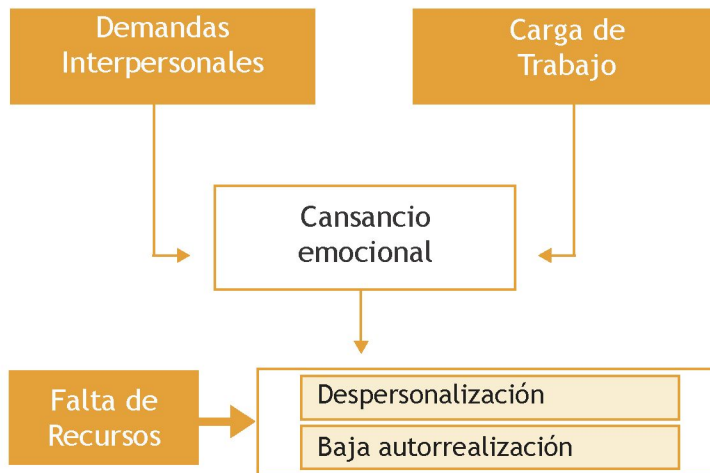 Demandas
Interpersonales
Carga de
Trabajo
Cansancio
emocional
Falta de
Recursos
Despersonalización
Baja autorrealización